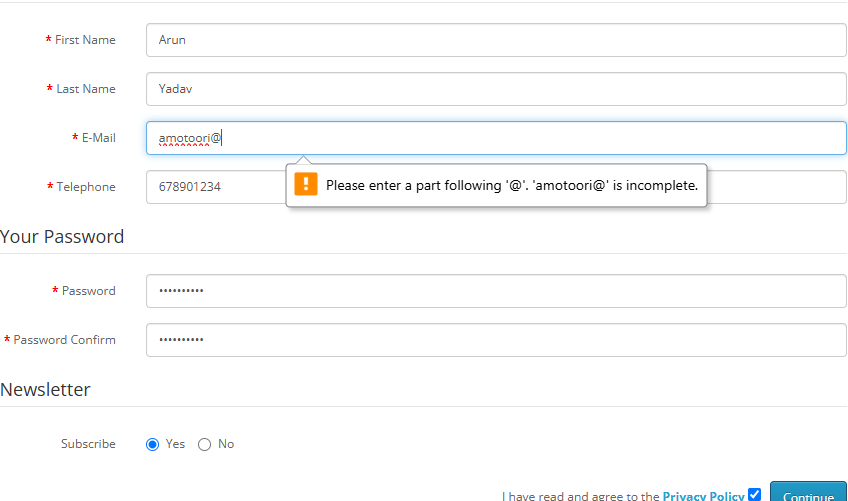 * First Name Arun
* Last Name Yadav
* E-Mail amotoori@
Please enter a part following '@'. 'amotoori@' is incomplete.
* Telephone 678901234
Your Password
* Password ••••••••••
* Password Confirm ••••••••••
Newsletter
Subscribe Yes No
I have read and agree to the Privacy Policy Continue